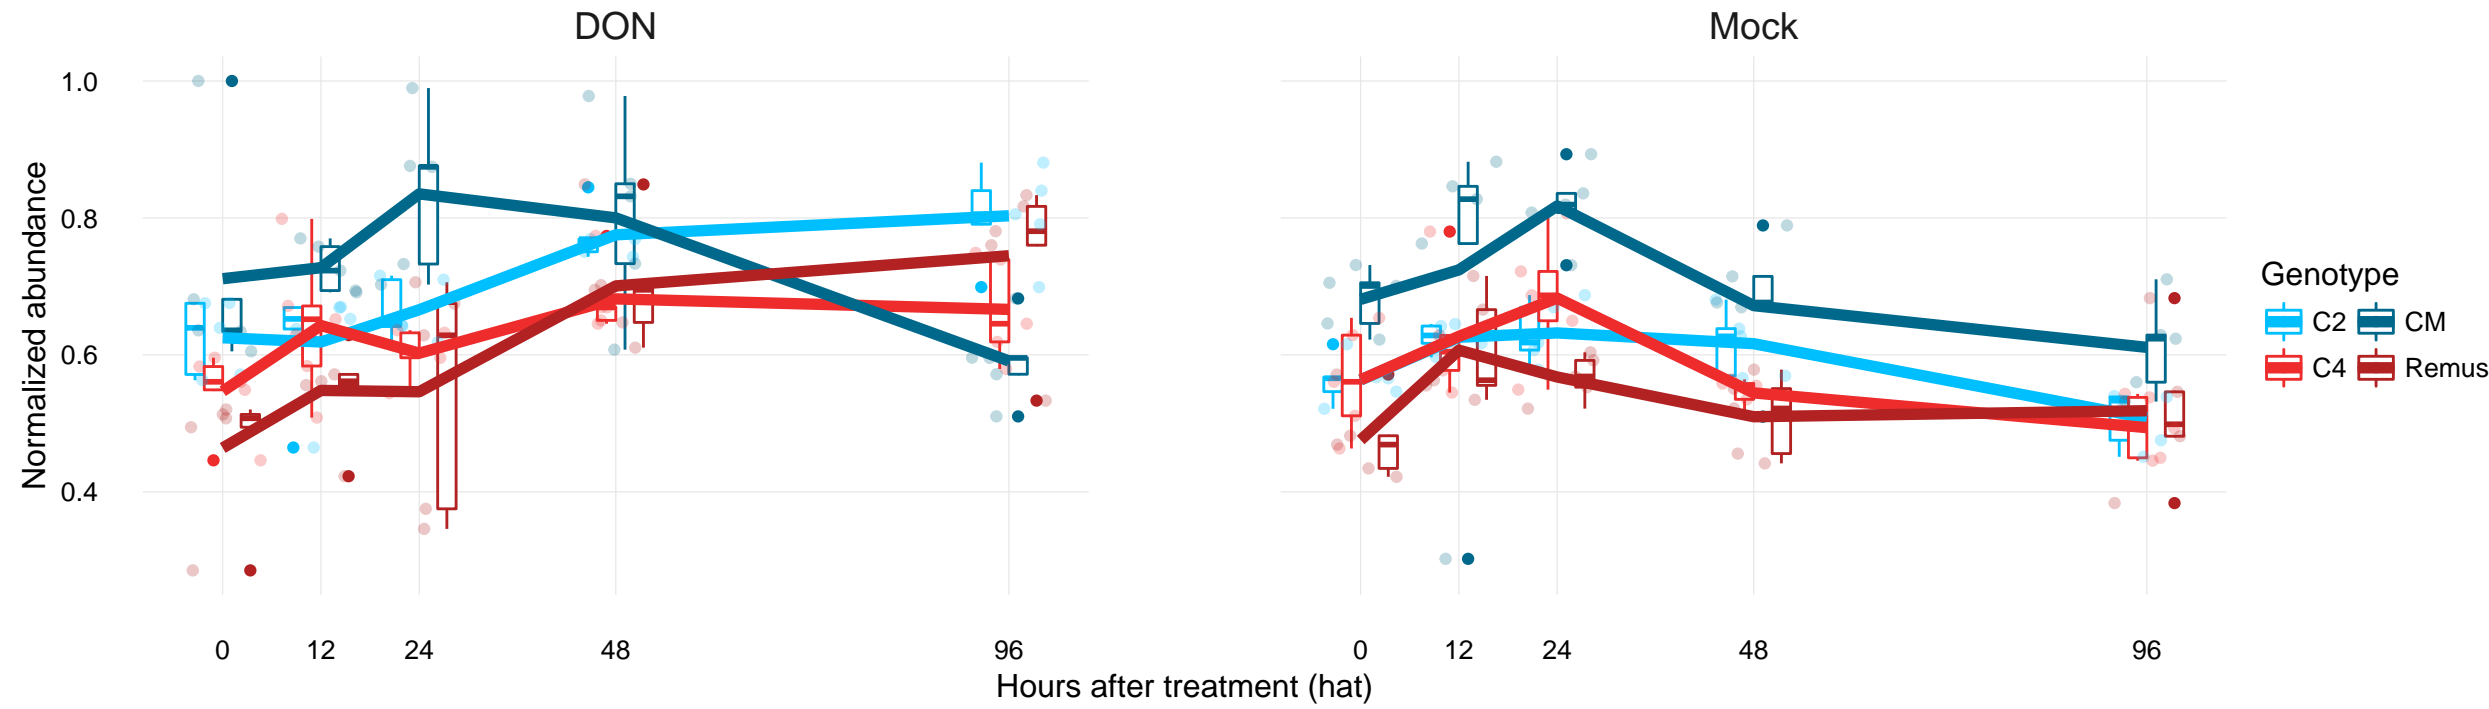 DON
Mock
Normalized abundance
1.0
0.8
0.6
0.4
0 12 24 48 96
0 12 24 48 96
Hours after treatment (hat)
Genotype
C2 CM
C4 Remus